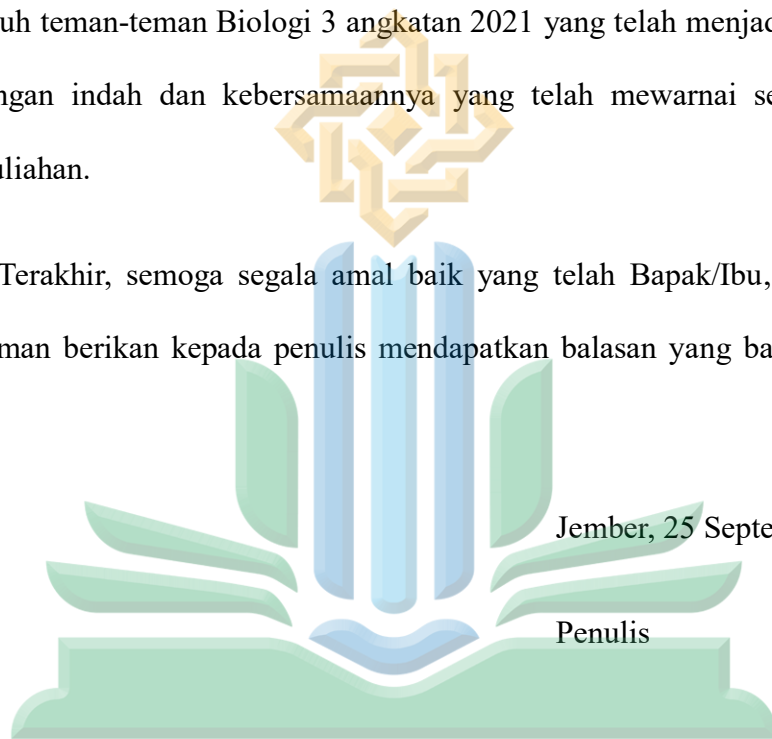 uh teman-teman Biologi 3 angkatan 2021 yang telah menjad
ngan indah dan kebersamaannya yang telah mewarnai se
uliahan.
Terakhir, semoga segala amal baik yang telah Bapak/Ibu,
man berikan kepada penulis mendapatkan balasan yang ba
Jember, 25 Septe
Penulis